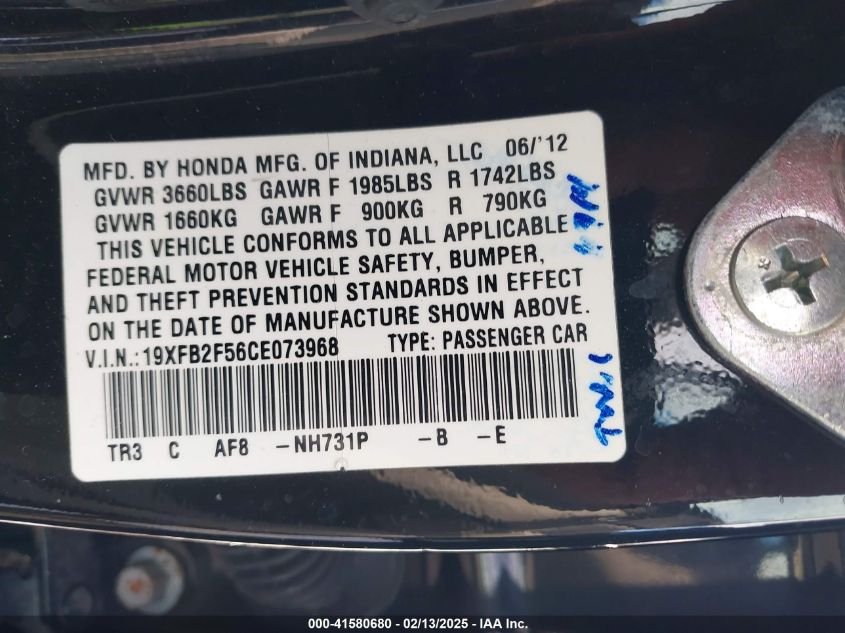 MFD. BY HONDA MFG. OF INDIANA, LLC 06/'12
GVWR 3660LBS GAWR F 1985LBS R 1742LBS
GVWR 1660KG GAWR F 900KG R 790KG
THIS VEHICLE CONFORMS TO ALL APPLICABLE
FEDERAL MOTOR VEHICLE SAFETY, BUMPER,
AND THEFT PREVENTION STANDARDS IN EFFECT
ON THE DATE OF MANUFACTURE SHOWN ABOVE.
V.I.N.:19XFB2F56CE073968 TYPE: PASSENGER CAR
TR3 C AF8 -NH731P -B -E
000-41580680 - 02/13/2025 - IAA Inc.